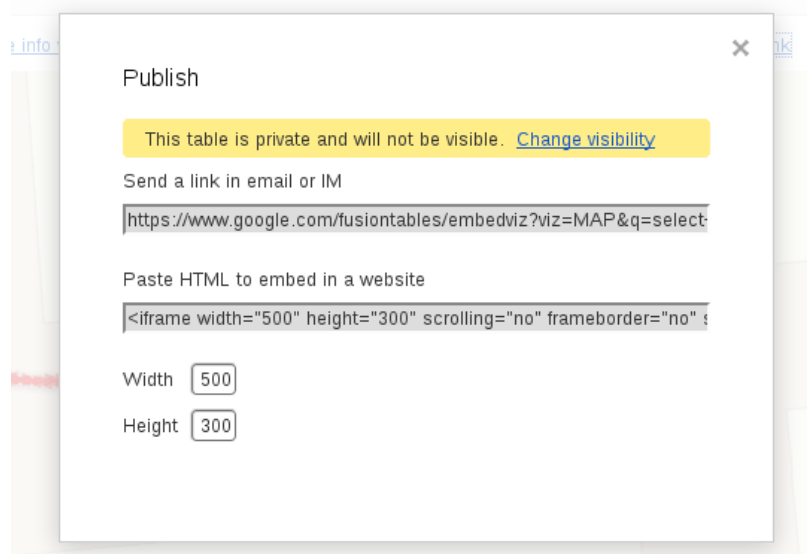 e info
nk
Publish
This table is private and will not be visible. Change visibility
Send a link in email or IM
https://www.google.com/fusiontables/embedviz?viz=MAP&q=select-
Paste HTML to embed in a website
<iframe width="500" height="300" scrolling="no" frameborder="no" s
Width 500
Height 300